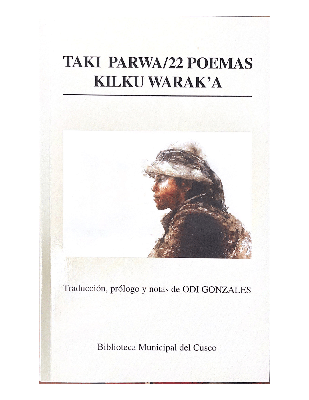 TAKI PARWA/22 POEMAS
KILKU WARAK'A
Traducción, prólogo y notas de ODI GONZALES
Biblioteca Municipal del Cusco